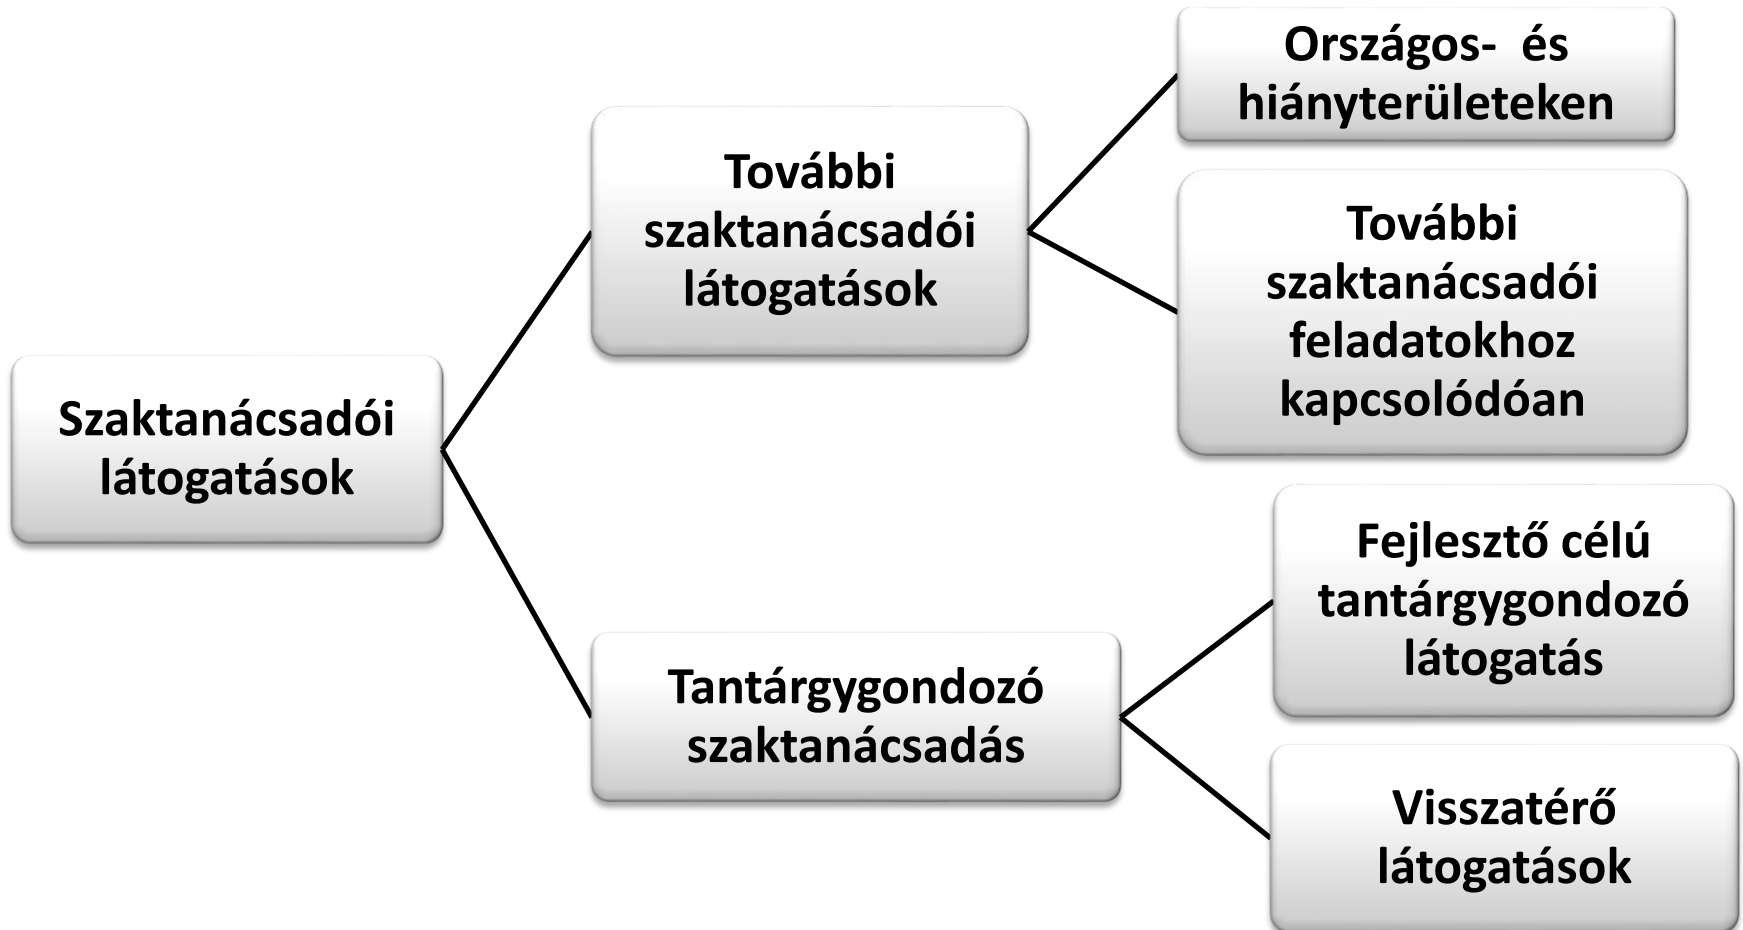 Országos- és
hiányterületeken
További
szaktanácsadói
látogatások
További
szaktanácsadói
feladatokhoz
kapcsolódóan
Szaktanácsadói
látogatások
Fejlesztő célú
tantárgygondozó
látogatás
Tantárgygondozó
szaktanácsadás
Visszatérő
látogatások